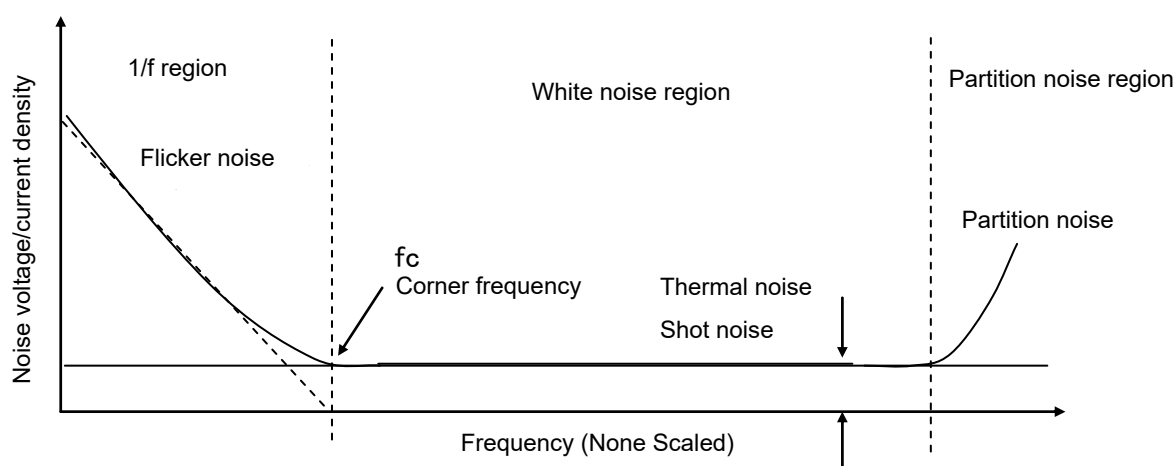 1/f region
White noise region
Partition noise region
Flicker noise
Partition noise
fc
Corner frequency
Thermal noise
Shot noise
Noise voltage/current density
Frequency (None Scaled)